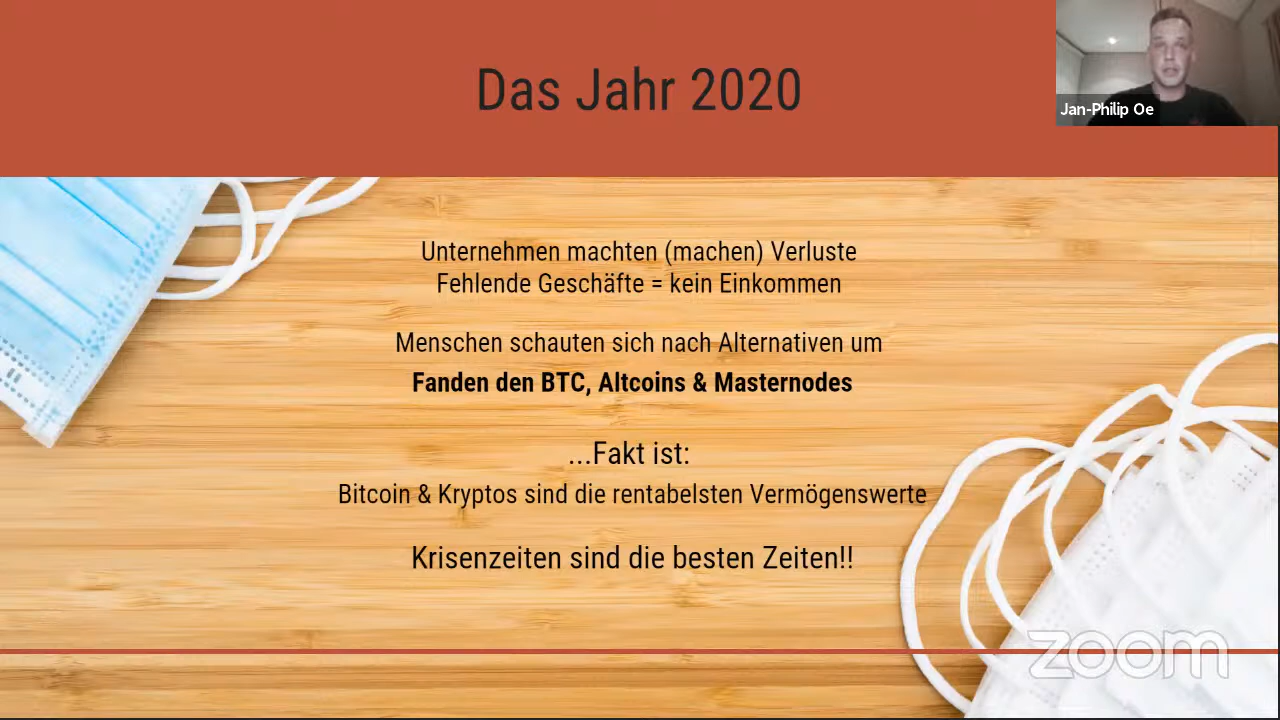 Das Jahr 2020
Jan-Philip Oe
Unternehmen machten (machen) Verluste
Fehlende Geschäfte = kein Einkommen
Menschen schauten sich nach Alternativen um
Fanden den BTC, Altcoins & Masternodes
...Fakt ist:
Bitcoin & Kryptos sind die rentabelsten Vermögenswerte
Krisenzeiten sind die besten Zeiten!!
zoom